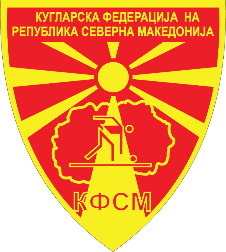 КУГЛАРСКА ФЕДЕРАЦИЈА НА
РЕПУБЛИКА СЕВЕРНА МАКЕДОНИЈА
КФСМ